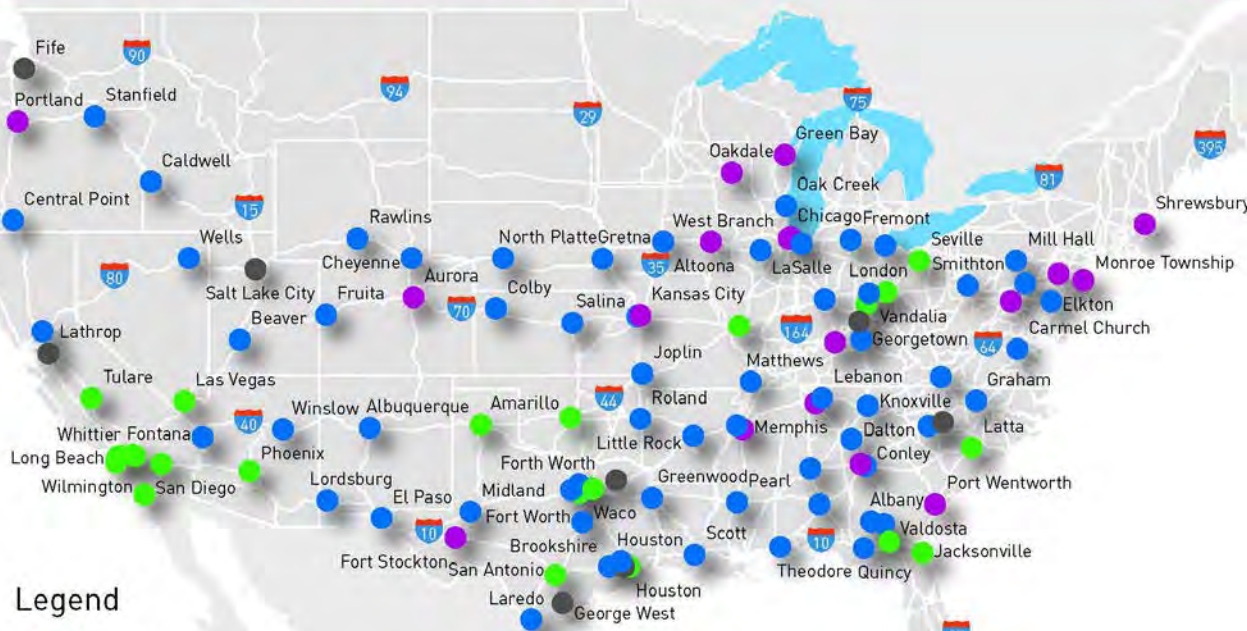 Fife
90
Portland
Stanfield
94
75
29
Green Bay
395
Oakdale
Caldwell
Oak Creek
81
Central Point
15
Shrewsbury
Rawlins
West Branch
Chicago
Fremont
Wells
North Platte
Gretna
Seville
Mill Hall
Cheyenne
35
Altoona
LaSalle
London
Smithton
Monroe Township
80
Salt Lake City
Aurora
Fruita
70
Colby
Salina
Kansas City
Elkton
Beaver
164
Vandalia
Carmel Church
Lathrop
Georgetown
64
Joplin
Matthews
Tulare
Las Vegas
Lebanon
Graham
44
Roland
Knoxville
40
Winslow
Albuquerque
Amarillo
Whittier
Fontana
Little Rock
Memphis
Dalton
Latta
Phoenix
Long Beach
Forth Worth
Conley
Wilmington
San Diego
Lordsburg
Midland
Greenwood
Pearl
Port Wentworth
El Paso
Waco
Albany
Fort Worth
10
Scott
10
Valdosta
Brookshire
Houston
Fort Stockton
Jacksonville
San Antonio
Theodore
Quincy
Houston
Laredo
George West
Legend